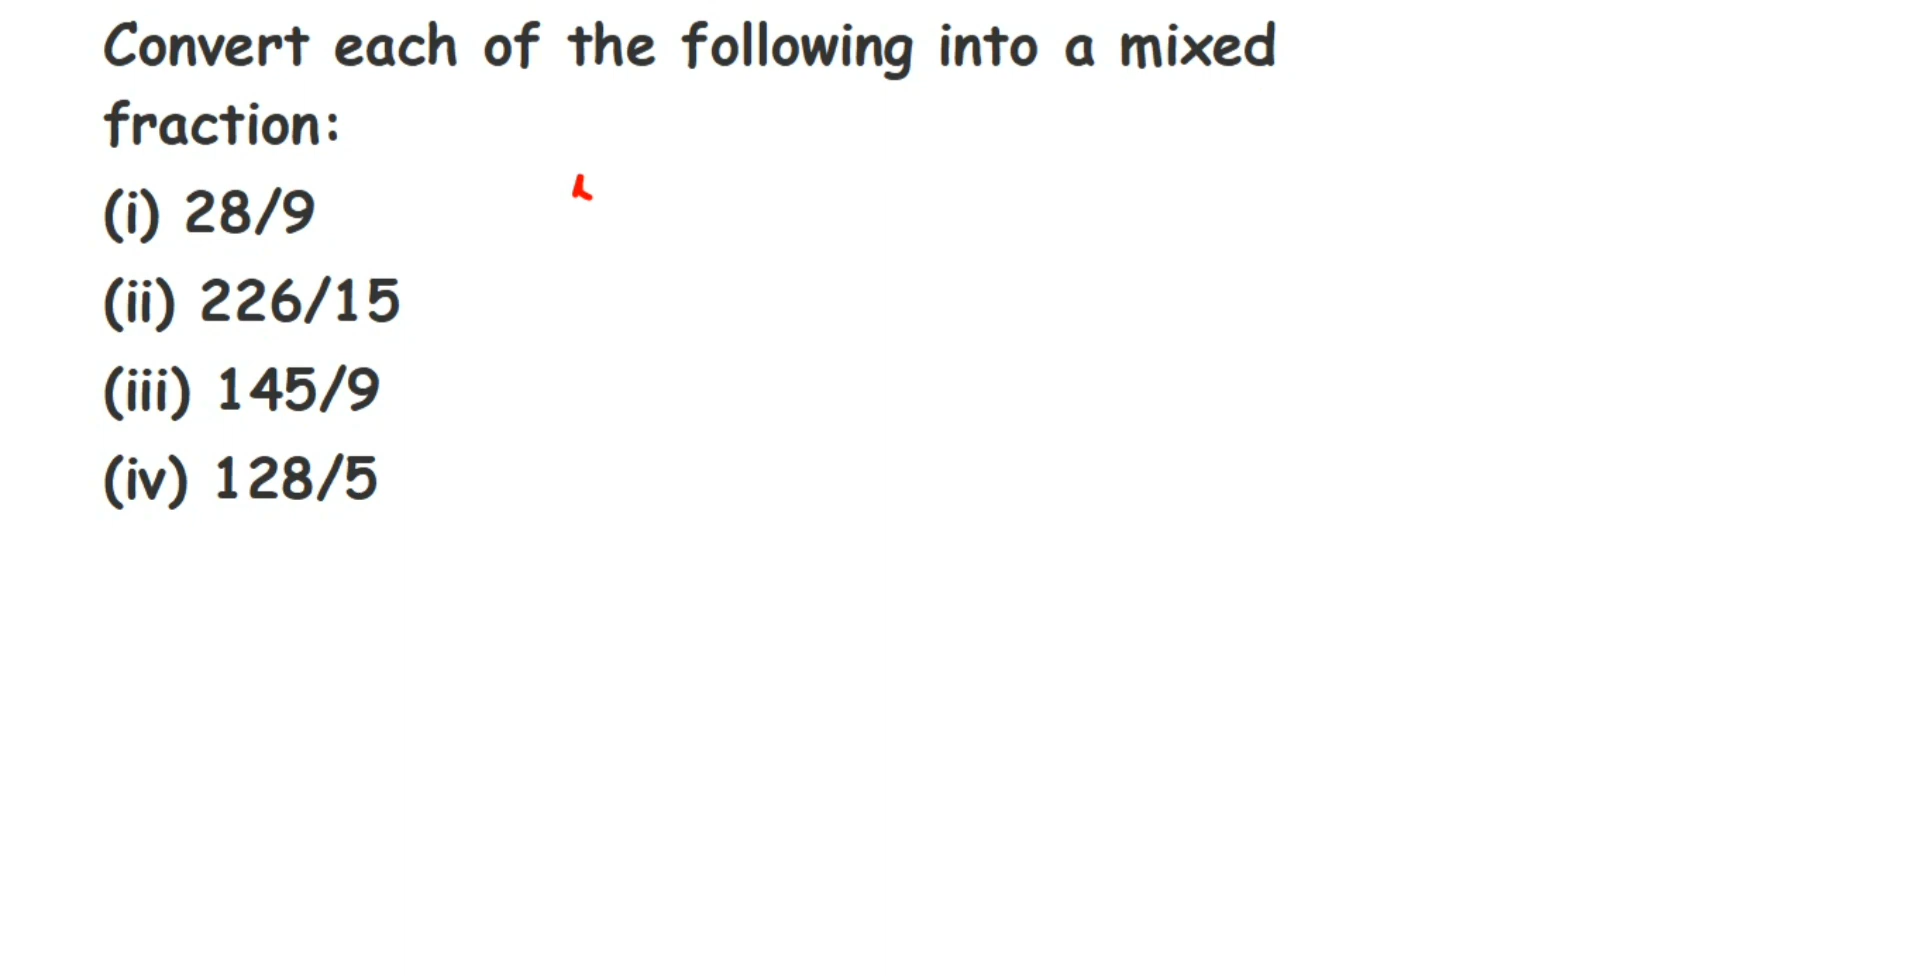 Convert each of the following into a mixed
fraction:
(i) 28/9
(ii) 226/15
(iii) 145/9
(iv) 128/5